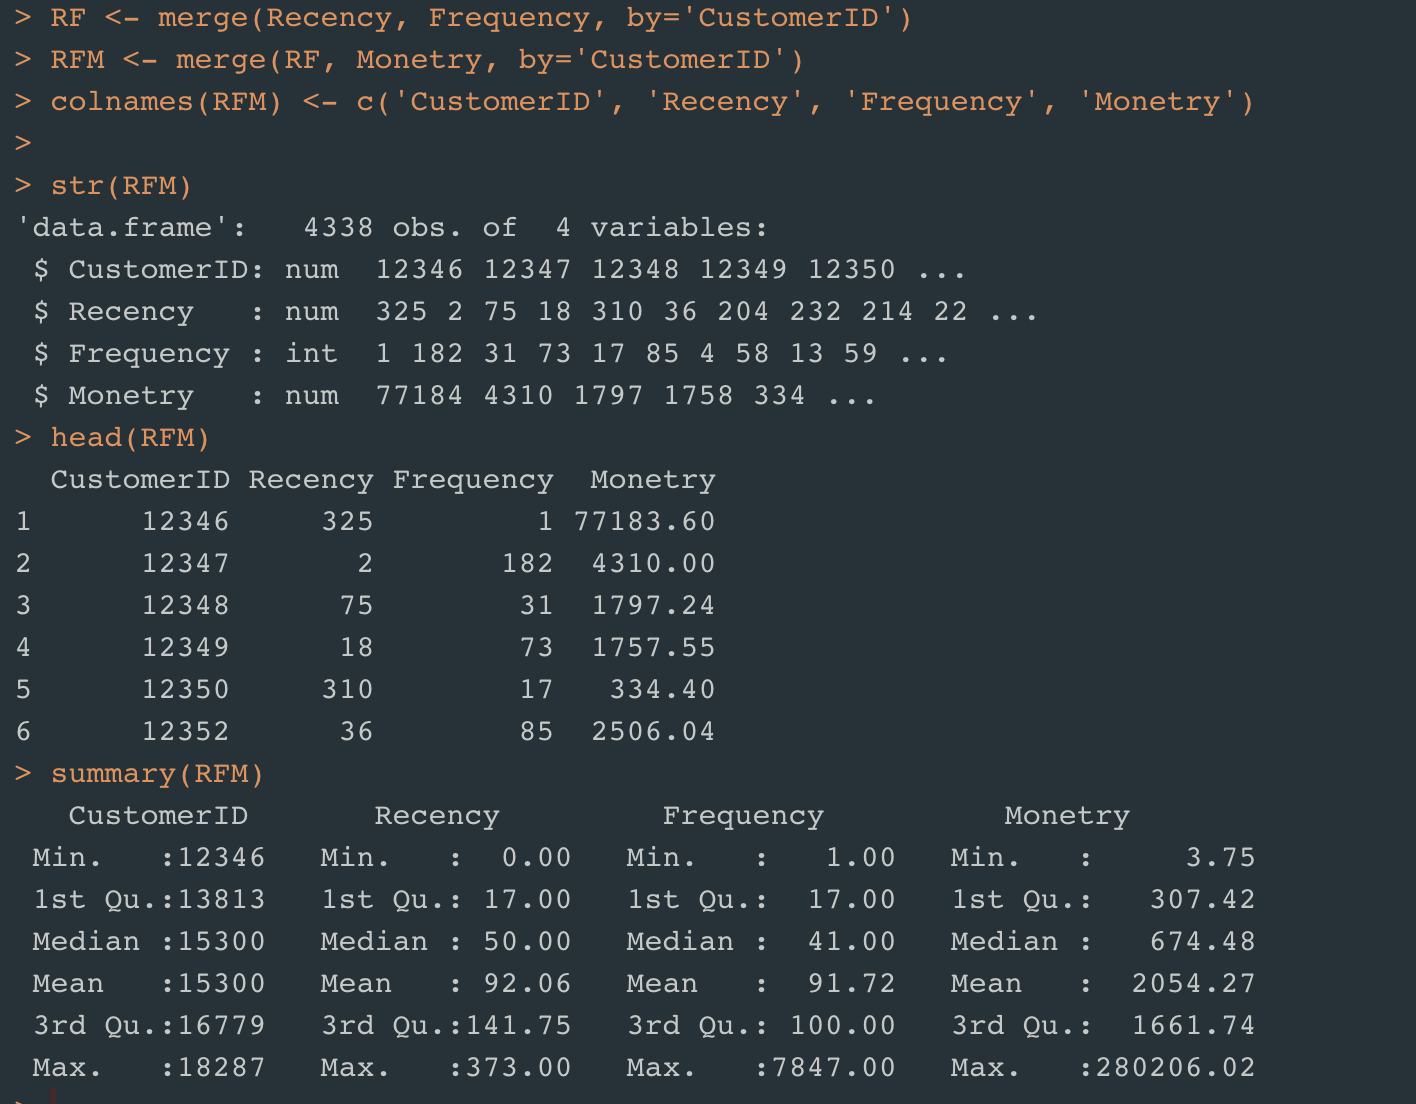 > RF <- merge(Recency, Frequency, by='CustomerID')
> RFM <- merge(RF, Monetry, by='CustomerID')
> colnames(RFM) <- c('CustomerID', 'Recency', 'Frequency', 'Monetry')
>
> str(RFM)
'data.frame':   4338 obs. of  4 variables:
 $ CustomerID: num  12346 12347 12348 12349 12350 ...
 $ Recency   : num  325 2 75 18 310 36 204 232 214 22 ...
 $ Frequency : int  1 182 31 73 17 85 4 58 13 59 ...
 $ Monetry   : num  77184 4310 1797 1758 334 ...
> head(RFM)
  CustomerID Recency Frequency  Monetry
1      12346     325         1 77183.60
2      12347       2       182  4310.00
3      12348      75        31  1797.24
4      12349      18        73  1757.55
5      12350     310        17   334.40
6      12352      36        85  2506.04
> summary(RFM)
   CustomerID       Recency         Frequency          Monetry
 Min.   :12346   Min.   :  0.00   Min.   :   1.00   Min.   :     3.75
 1st Qu.:13813   1st Qu.: 17.00   1st Qu.:  17.00   1st Qu.:   307.42
 Median :15300   Median : 50.00   Median :  41.00   Median :   674.48
 Mean   :15300   Mean   : 92.06   Mean   :  91.72   Mean   :  2054.27
 3rd Qu.:16779   3rd Qu.:141.75   3rd Qu.: 100.00   3rd Qu.:  1661.74
 Max.   :18287   Max.   :373.00   Max.   :7847.00   Max.   :280206.02
>